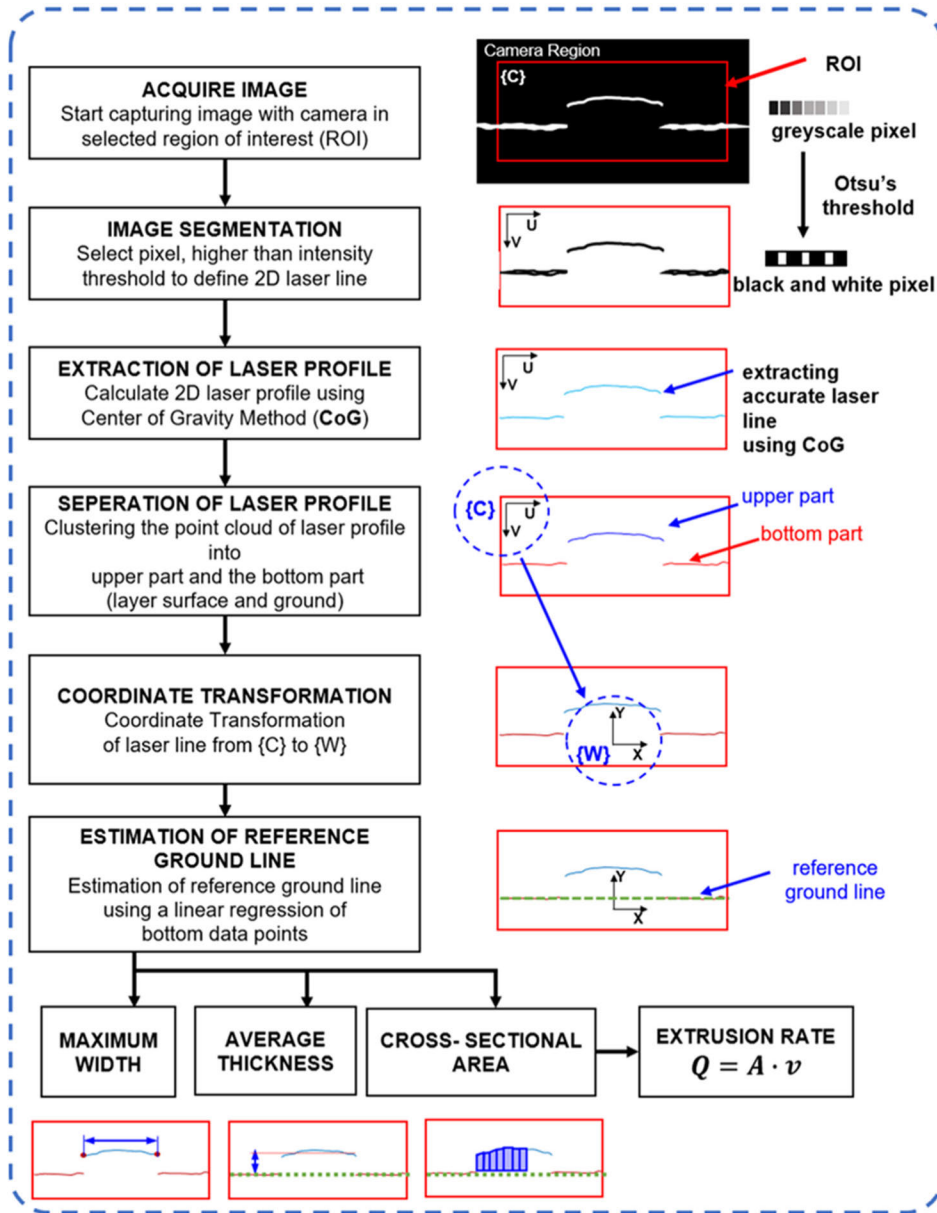 ACQUIRE IMAGE
Start capturing image with camera in
selected region of interest (ROI)
Camera Region
{C}
ROI
greyscale pixel
Otsu's
threshold
black and white pixel
IMAGE SEGMENTATION
Select pixel, higher than intensity
threshold to define 2D laser line
U
V
EXTRACTION OF LASER PROFILE
Calculate 2D laser profile using
Center of Gravity Method (CoG)
U
V
extracting
accurate laser
line
using CoG
SEPERATION OF LASER PROFILE
Clustering the point cloud of laser profile
into
upper part and the bottom part
(layer surface and ground)
{C}
U
V
upper part
bottom part
COORDINATE TRANSFORMATION
Coordinate Transformation
of laser line from {C} to {W}
Y
X
{W}
ESTIMATION OF REFERENCE
GROUND LINE
Estimation of reference ground line
using a linear regression of
bottom data points
Y
X
reference
ground line
MAXIMUM
WIDTH
AVERAGE
THICKNESS
CROSS- SECTIONAL
AREA
EXTRUSION RATE
Q = A · v